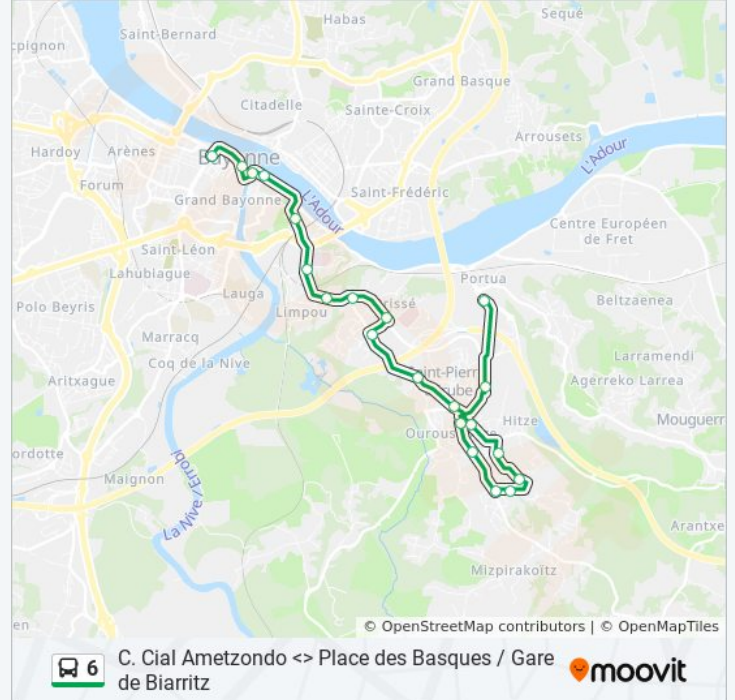 Habas
Sequé
Saint-Bernard
Grand Basque
Citadelle
Sainte-Croix
Arrousets
L'Adour
Hardoy
Arènes
Forum
Grand Bayonne
L'Adour
Saint-Frédéric
Centre Européen
de Fret
Saint-Léon
Lahubiague
Portua
Polo Beyris
Lauga
Limpou
Beltzaenea
Marracq
Coq de la Nive
Larramendi
Aritxague
Agerreko Larrea
Mouguerr
Hitze
ordotte
Maignon
La Nive / Errobi
Arantxe
Mizpirakoïtz
en
© OpenStreetMap contributors | © OpenMapTiles
6
C. Cial Ametzondo <> Place des Basques / Gare
de Biarritz
moovit